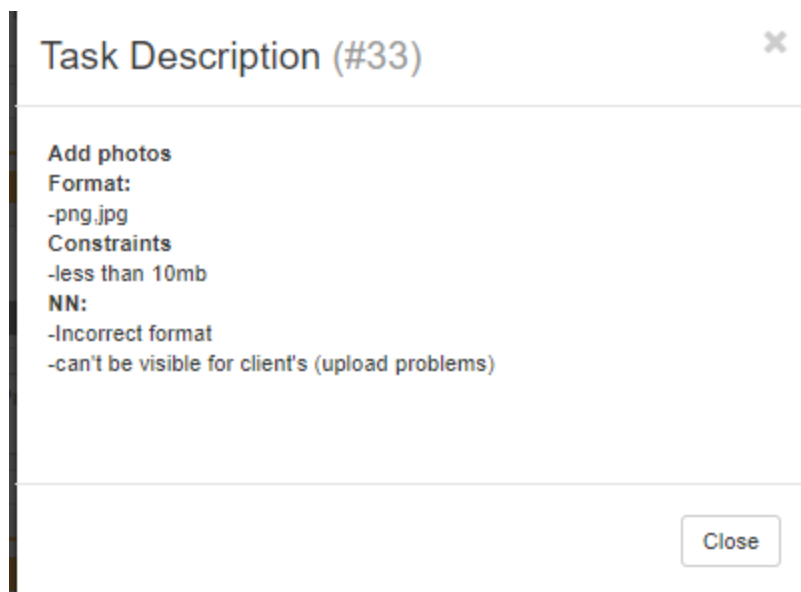 Task Description (#33)
Add photos
Format:
-png,jpg
Constraints
-less than 10mb
NN:
-Incorrect format
-can't be visible for client's (upload problems)
Close